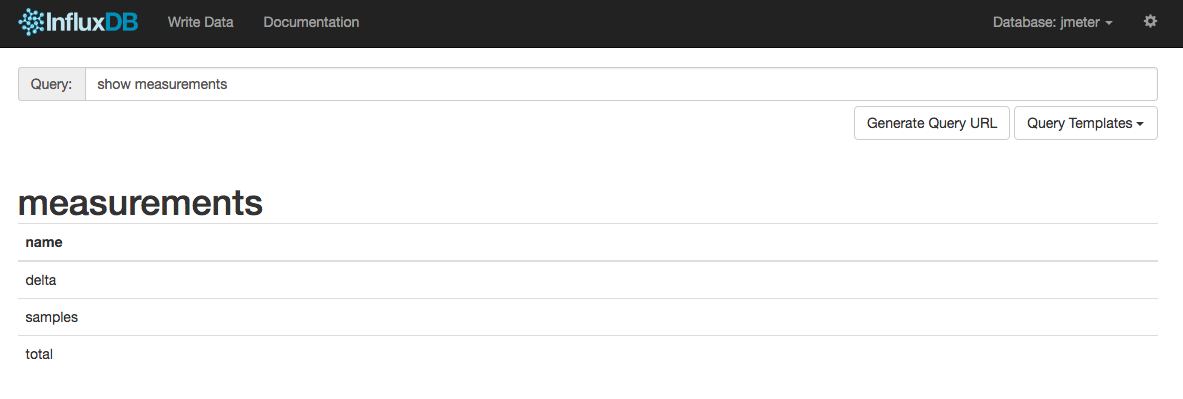 InfluxDB Write Data Documentation Database: jmeter
Query: show measurements
Generate Query URL Query Templates
measurements
name
delta
samples
total